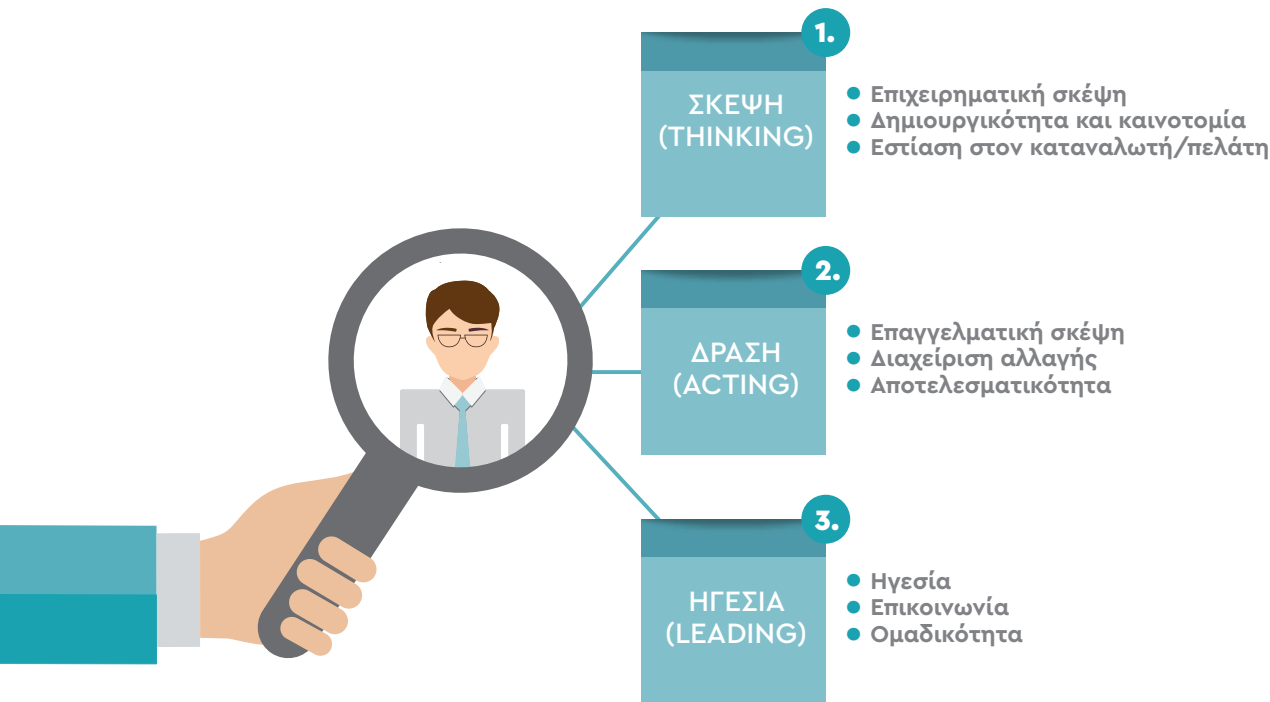 1.
ΣΚΕΨΗ
(THINKING)
● Επιχειρηματική σκέψη
● Δημιουργικότητα και καινοτομία
● Εστίαση στον καταναλωτή/πελάτη
2.
ΔΡΑΣΗ
(ACTING)
● Επαγγελματική σκέψη
● Διαχείριση αλλαγής
● Αποτελεσματικότητα
3.
ΗΓΕΣΙΑ
(LEADING)
● Ηγεσία
● Επικοινωνία
● Ομαδικότητα